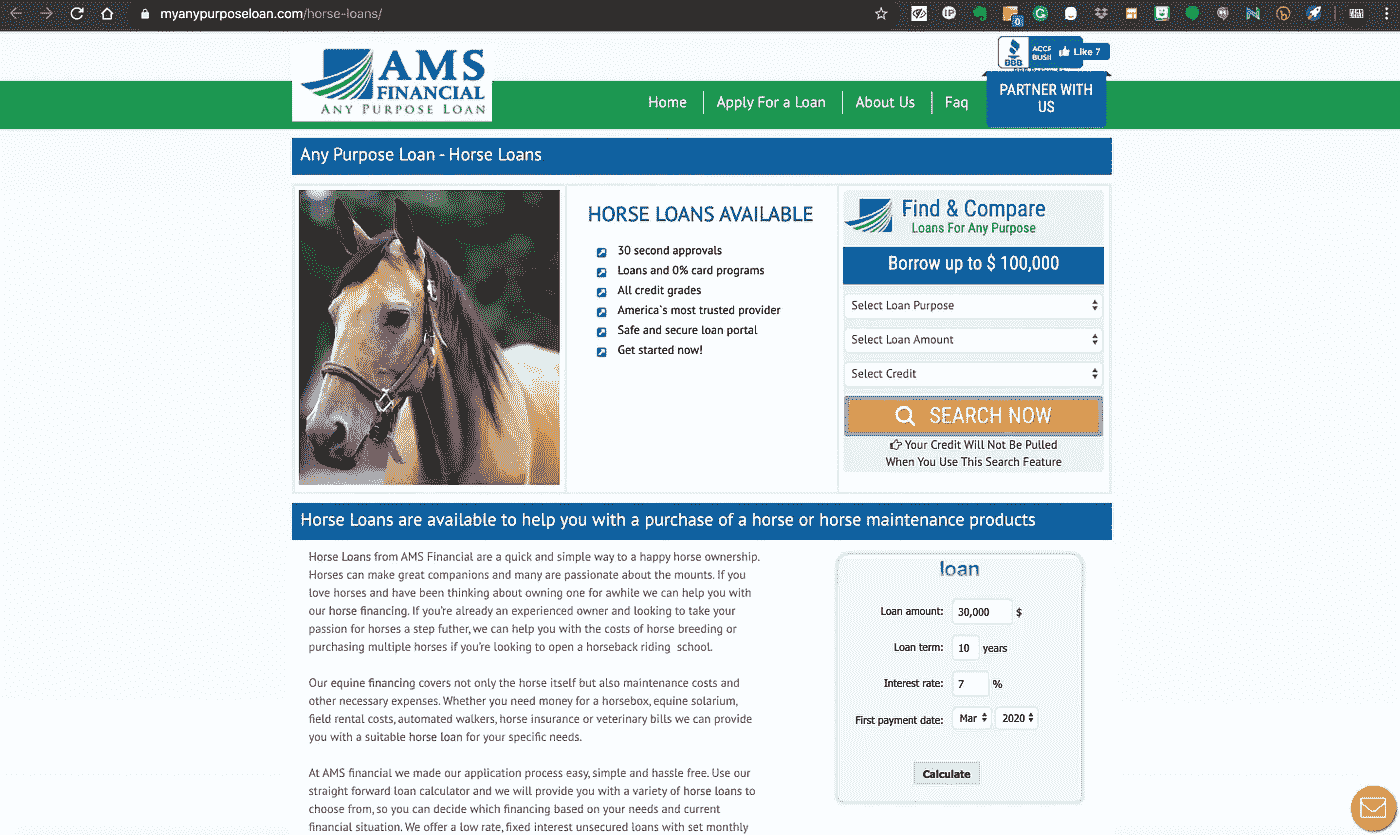 myanypurposeloan.com/horse-loans/
AMS
FINANCIAL
ANY PURPOSE LOAN
BBB
ACCR
BUSI
Like 7
Home
Apply For a Loan
About Us
Faq
PARTNER WITH
US
Any Purpose Loan - Horse Loans
HORSE LOANS AVAILABLE
30 second approvals
Loans and 0% card programs
All credit grades
America`s most trusted provider
Safe and secure loan portal
Get started now!
Find & Compare
Loans For Any Purpose
Borrow up to $ 100,000
Select Loan Purpose
Select Loan Amount
Select Credit
SEARCH NOW
Your Credit Will Not Be Pulled
When You Use This Search Feature
Horse Loans are available to help you with a purchase of a horse or horse maintenance products
Horse Loans from AMS Financial are a quick and simple way to a happy horse ownership.
Horses can make great companions and many are passionate about the mounts. If you
love horses and have been thinking about owning one for awhile we can help you with
our horse financing. If you're already an experienced owner and looking to take your
passion for horses a step futher, we can help you with the costs of horse breeding or
purchasing multiple horses if you're looking to open a horseback riding school.
Our equine financing covers not only the horse itself but also maintenance costs and
other necessary expenses. Whether you need money for a horsebox, equine solarium,
field rental costs, automated walkers, horse insurance or veterinary bills we can provide
you with a suitable horse loan for your specific needs.
At AMS financial we made our application process easy, simple and hassle free. Use our
straight forward loan calculator and we will provide you with a variety of horse loans to
choose from, so you can decide which financing based on your needs and current
financial situation. We offer a low rate, fixed interest unsecured loans with set monthly
loan
Loan amount: 30,000 $
Loan term: 10 years
Interest rate: 7 %
First payment date: Mar 2020
Calculate